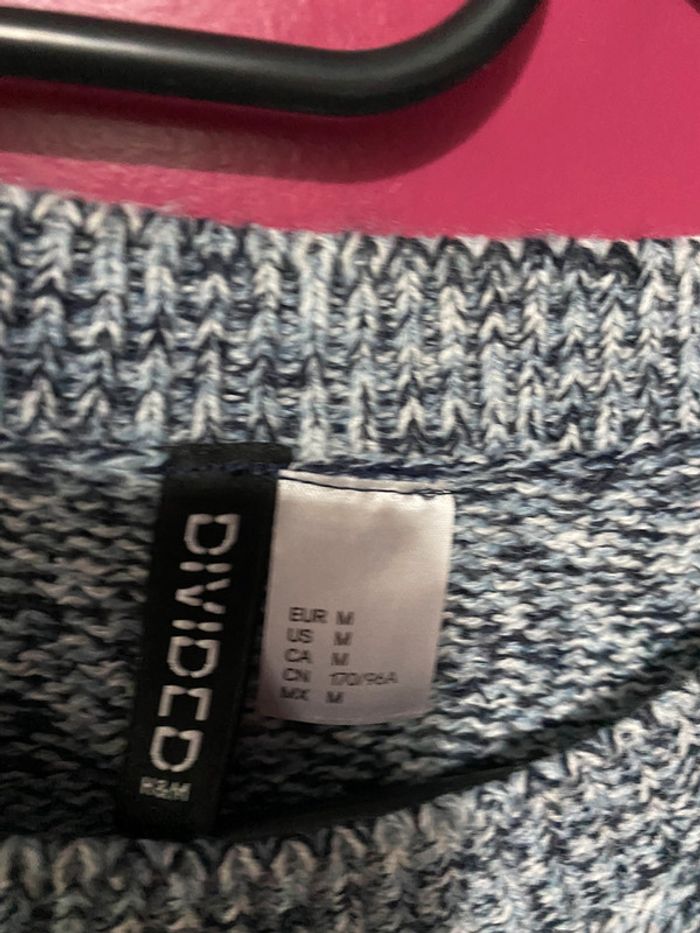 DIVIDED
H&M
EUR M
US M
CA M
CN 170/96A
MX M